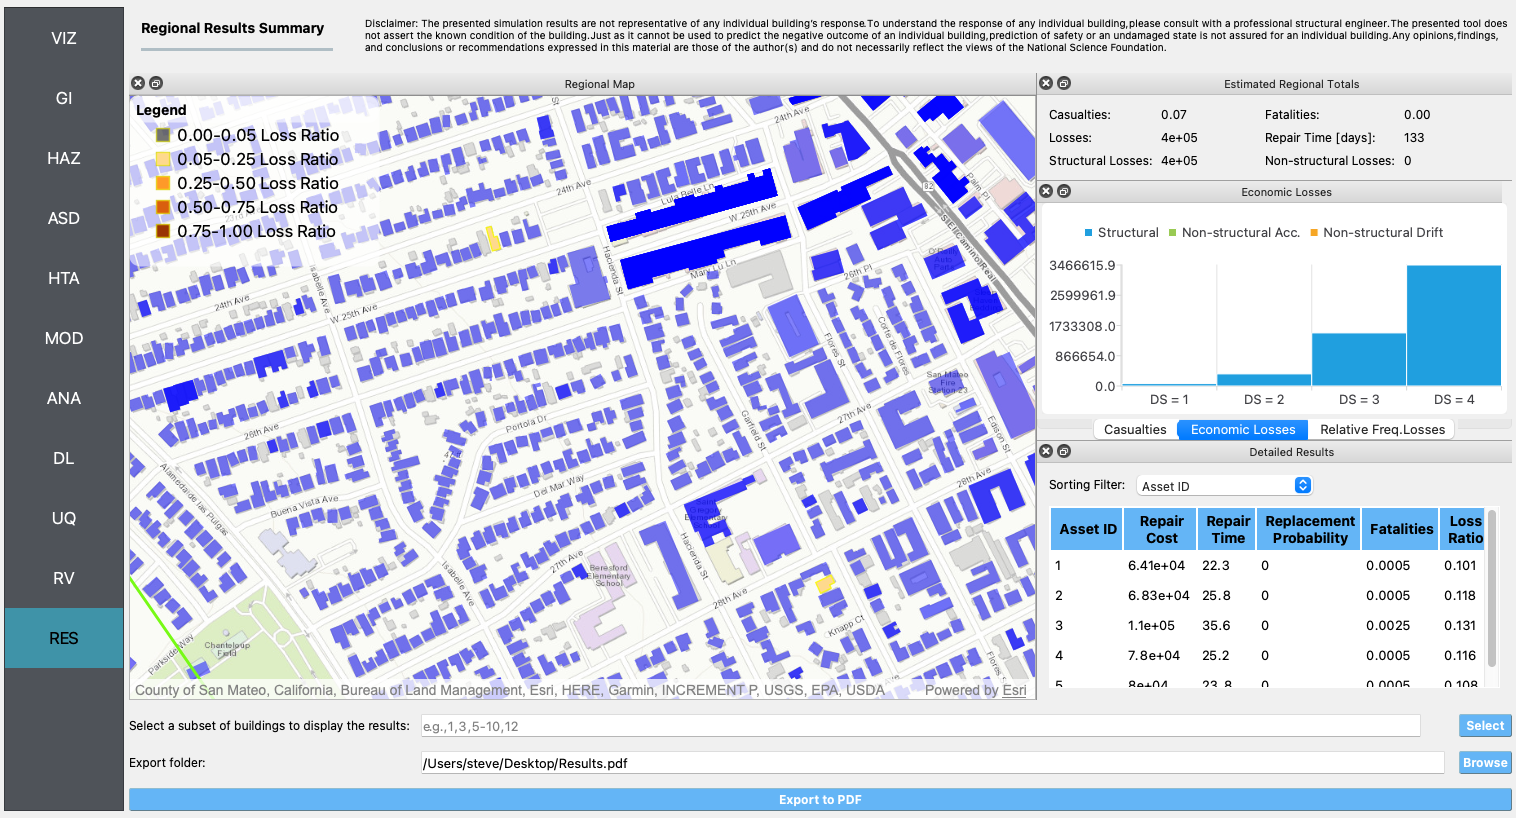 VIZ
GI
HAZ
ASD
HTA
MOD
ANA
DL
UQ
RV
RES
Regional Results Summary
Disclaimer: The presented simulation results are not representative of any individual building's response.To understand the response of any individual building,please consult with a professional structural engineer.The presented tool does
not assert the known condition of the building.Just as it cannot be used to predict the negative outcome of an individual building,prediction of safety or an undamaged state is not assured for an individual building.Any opinions,findings,
and conclusions or recommendations expressed in this material are those of the author(s) and do not necessarily reflect the views of the National Science Foundation.
Regional Map
Legend
0.00-0.05 Loss Ratio
0.05-0.25 Loss Ratio
0.25-0.50 Loss Ratio
0.50-0.75 Loss Ratio
0.75-1.00 Loss Ratio
24th Ave
24th Ave
Lula Belle Ln
W 25th Ave
Mary Lu Ln
82
Palm Pl
S El Camino Real
26th Pl
Hacienda St
Isabelle Ave
24th Ave
W 25th Ave
Flores St
Corte de Flores
San Mateo
Fire
Station 23
27th Ave
Edison St
Garfield St
Portola Dr
26th Ave
Alameda de las Pulgas
Buena Vista Ave
Del Mar Way
28th Ave
Gregory
Elementary
School
Hacienda St
27th Ave
Beresford
Elementary
School
Isabelle Ave
28th Ave
Knapp Ct
Flores S
Parkside Way
Chanteloup
Field
County of San Mateo, California, Bureau of Land Management, Esri, HERE, Garmin, INCREMENT P, USGS, EPA, USDA
Powered by Esri
Estimated Regional Totals
Casualties: 0.07 Fatalities: 0.00
Losses: 4e+05 Repair Time [days]: 133
Structural Losses: 4e+05 Non-structural Losses: 0
Economic Losses
Structural Non-structural Acc. Non-structural Drift
3466615.9
2599961.9
1733308.0
866654.0
0.0
DS = 1 DS = 2 DS = 3 DS = 4
Casualties Economic Losses Relative Freq.Losses
Detailed Results
Sorting Filter: Asset ID
Asset ID Repair Cost Repair Time Replacement Probability Fatalities Loss Ratio
1 6.41e+04 22.3 0 0.0005 0.101
2 6.83e+04 25.8 0 0.0005 0.118
3 1.1e+05 35.6 0 0.0025 0.131
4 7.8e+04 25.2 0 0.0005 0.116
5 8e+04 23.8 0 0.0005 0.108
Select a subset of buildings to display the results: e.g.,1,3,5-10,12 Select
Export folder: /Users/steve/Desktop/Results.pdf Browse
Export to PDF